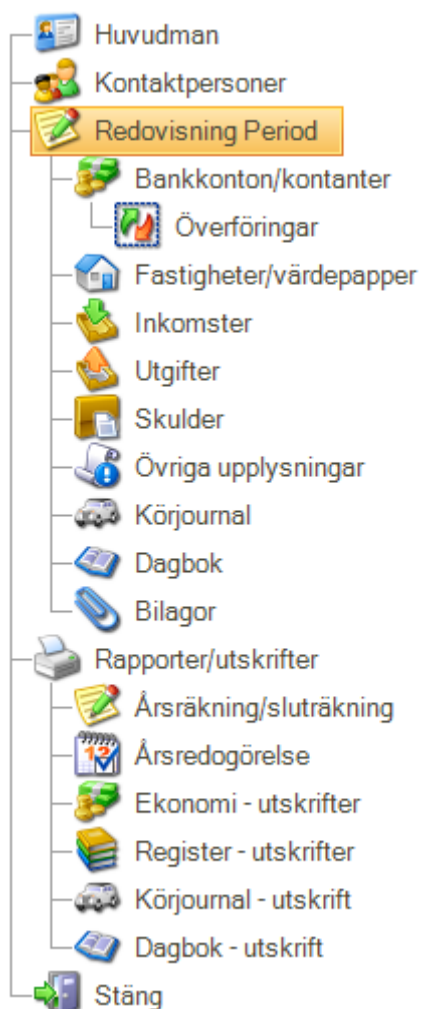 Huvudman
Kontaktpersoner
Redovisning Period
Bankkonton/kontanter
Överföringar
Fastigheter/värdepapper
Inkomster
Utgifter
Skulder
Övriga upplysningar
Körjournal
Dagbok
Bilagor
Rapporter/utskrifter
Årsräkning/sluträkning
Årsredogörelse
Ekonomi - utskrifter
Register - utskrifter
Körjournal - utskrift
Dagbok - utskrift
Stäng